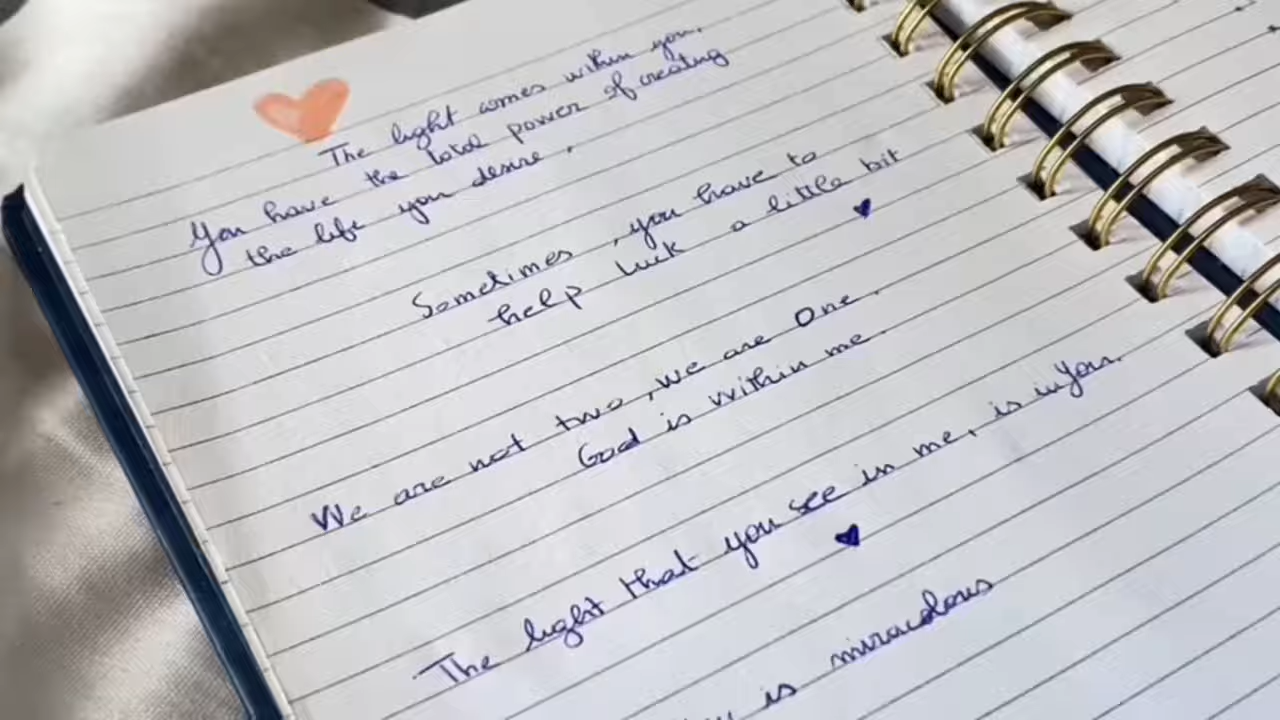 The light comes within you.
You have the total power of creating
the life you desire.
Sometimes, you have to
help luck a little bit
We are not two, we are One.
God is within me.
The light that you see in me, is in You.
is miraculous